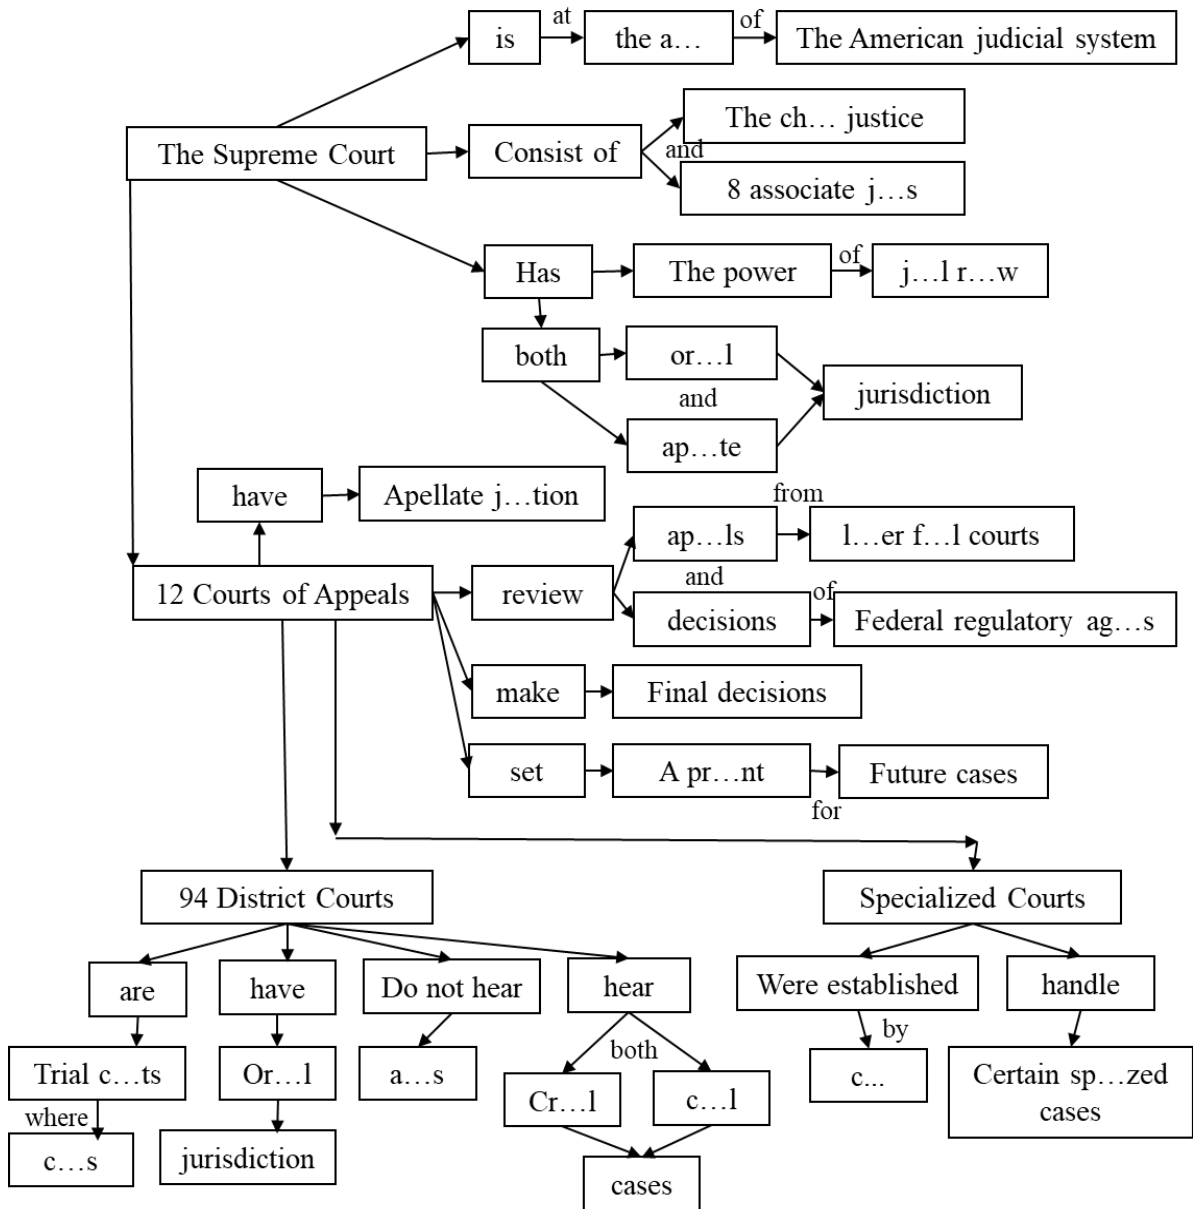 is
at
the a…
of
The American judicial system
The Supreme Court
Consist of
The ch… justice
and
8 associate j…s
Has
The power
of
j…l r…w
both
or…l
and
ap…te
jurisdiction
have
Apellate j…tion
12 Courts of Appeals
review
ap…ls
from
l…er f…l courts
and
decisions
of
Federal regulatory ag…s
make
Final decisions
set
A pr…nt
for
Future cases
94 District Courts
are
Trial c…ts
where
c…s
have
Or…l
jurisdiction
Do not hear
a…s
hear
both
Cr…l
c…l
cases
Specialized Courts
Were established
by
c...
handle
Certain sp…zed
cases